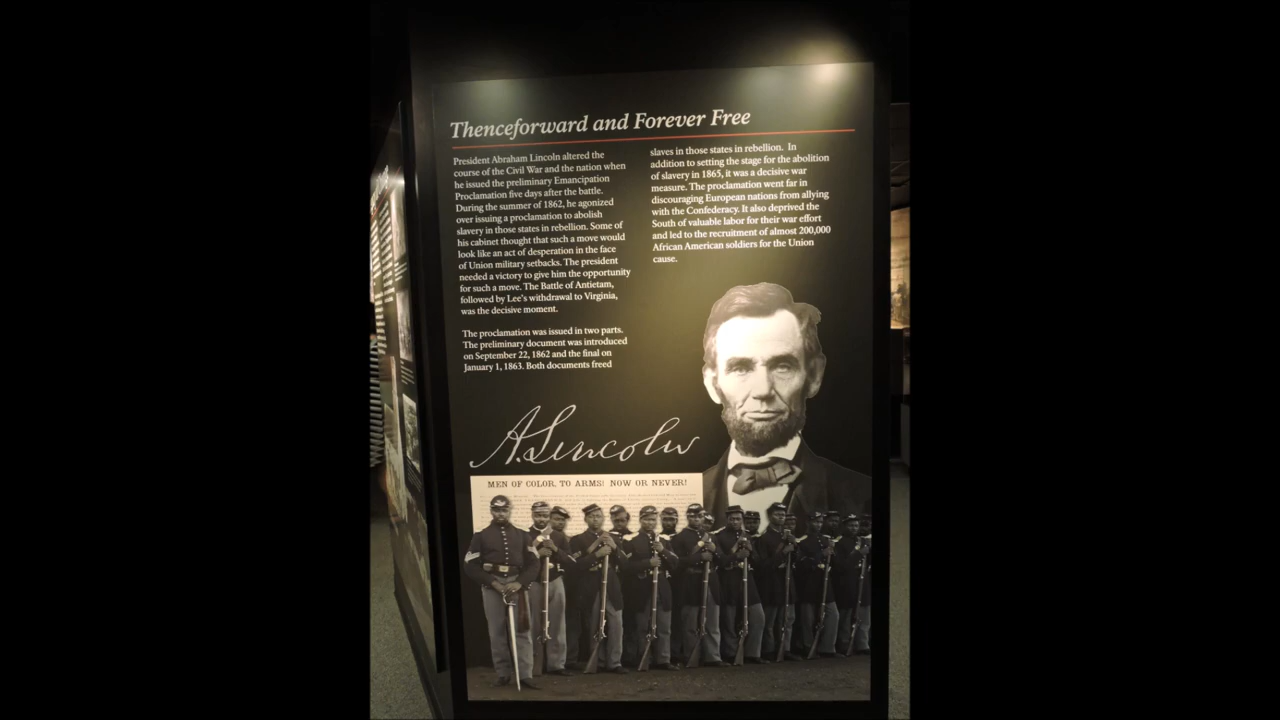 Thenceforward and Forever Free
President Abraham Lincoln altered the
course of the Civil War and the nation when
he issued the preliminary Emancipation
Proclamation five days after the battle.
During the summer of 1862, he agonized
over issuing a proclamation to abolish
slavery in those states in rebellion. Some of
his cabinet thought that such a move would
look like an act of desperation in the face
of Union military setbacks. The president
needed a victory to give him the opportunity
for such a move. The Battle of Antietam,
followed by Lee's withdrawal to Virginia,
was the decisive moment.
The proclamation was issued in two parts.
The preliminary document was introduced
on September 22, 1862 and the final on
January 1, 1863. Both documents freed
slaves in those states in rebellion. In
addition to setting the stage for the abolition
of slavery in 1865, it was a decisive war
measure. The proclamation went far in
discouraging European nations from allying
with the Confederacy. It also deprived the
South of valuable labor for their war effort
and led to the recruitment of almost 200,000
African American soldiers for the Union
cause.
A. Lincoln
MEN OF COLOR, TO ARMS! NOW OR NEVER!